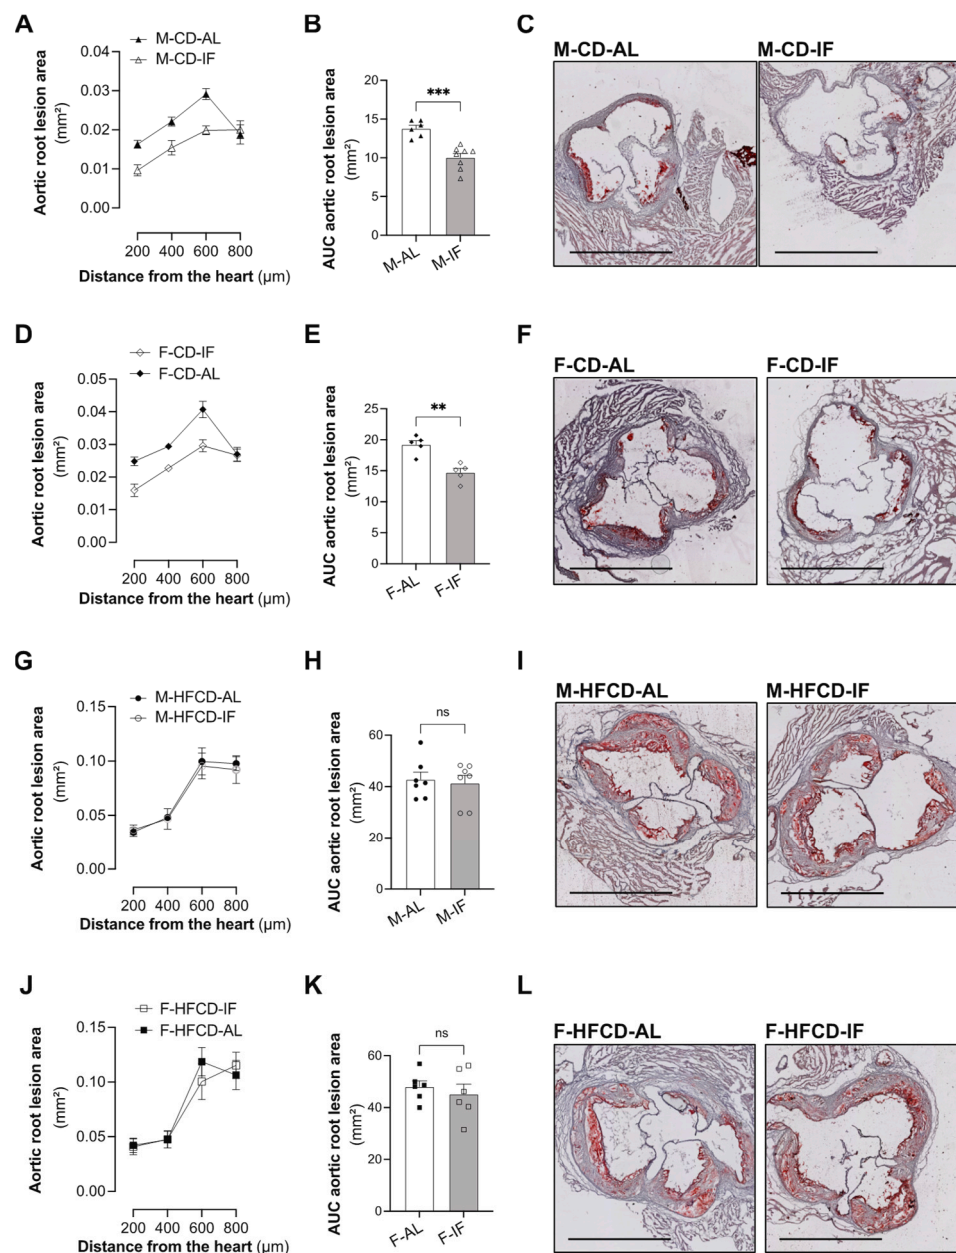 A
M-CD-AL
M-CD-IF
Aortic root lesion area
(mm²)
0.04
0.03
0.02
0.01
0.00
200 400 600 800
Distance from the heart (µm)
B
AUC aortic root lesion area
(mm²)
20
15
10
5
0
***
M-AL
M-IF
C
M-CD-AL
M-CD-IF
D
F-CD-IF
F-CD-AL
Aortic root lesion area
(mm²)
0.05
0.04
0.03
0.02
0.01
0.00
200 400 600 800
Distance from the heart (µm)
E
AUC aortic root lesion area
(mm²)
25
20
15
10
5
0
**
F-AL
F-IF
F
F-CD-AL
F-CD-IF
G
M-HFCD-AL
M-HFCD-IF
Aortic root lesion area
(mm²)
0.15
0.10
0.05
0.00
200 400 600 800
Distance from the heart (µm)
H
AUC aortic root lesion area
(mm²)
60
40
20
0
ns
M-AL
M-IF
I
M-HFCD-AL
M-HFCD-IF
J
F-HFCD-IF
F-HFCD-AL
Aortic root lesion area
(mm²)
0.15
0.10
0.05
0.00
200 400 600 800
Distance from the heart (µm)
K
AUC aortic root lesion area
(mm²)
60
40
20
0
ns
F-AL
F-IF
L
F-HFCD-AL
F-HFCD-IF